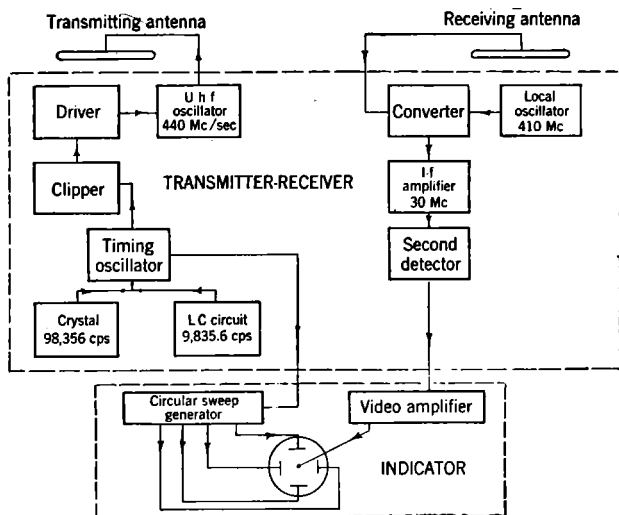 Transmitting antenna
Receiving antenna
Driver
U h f
oscillator
440 Mc/sec
Converter
Local
oscillator
410 Mc
Clipper
TRANSMITTER-RECEIVER
I-f
amplifier
30 Mc
Timing
oscillator
Second
detector
Crystal
98,356 cps
LC circuit
9,835.6 cps
Circular sweep
generator
Video amplifier
INDICATOR